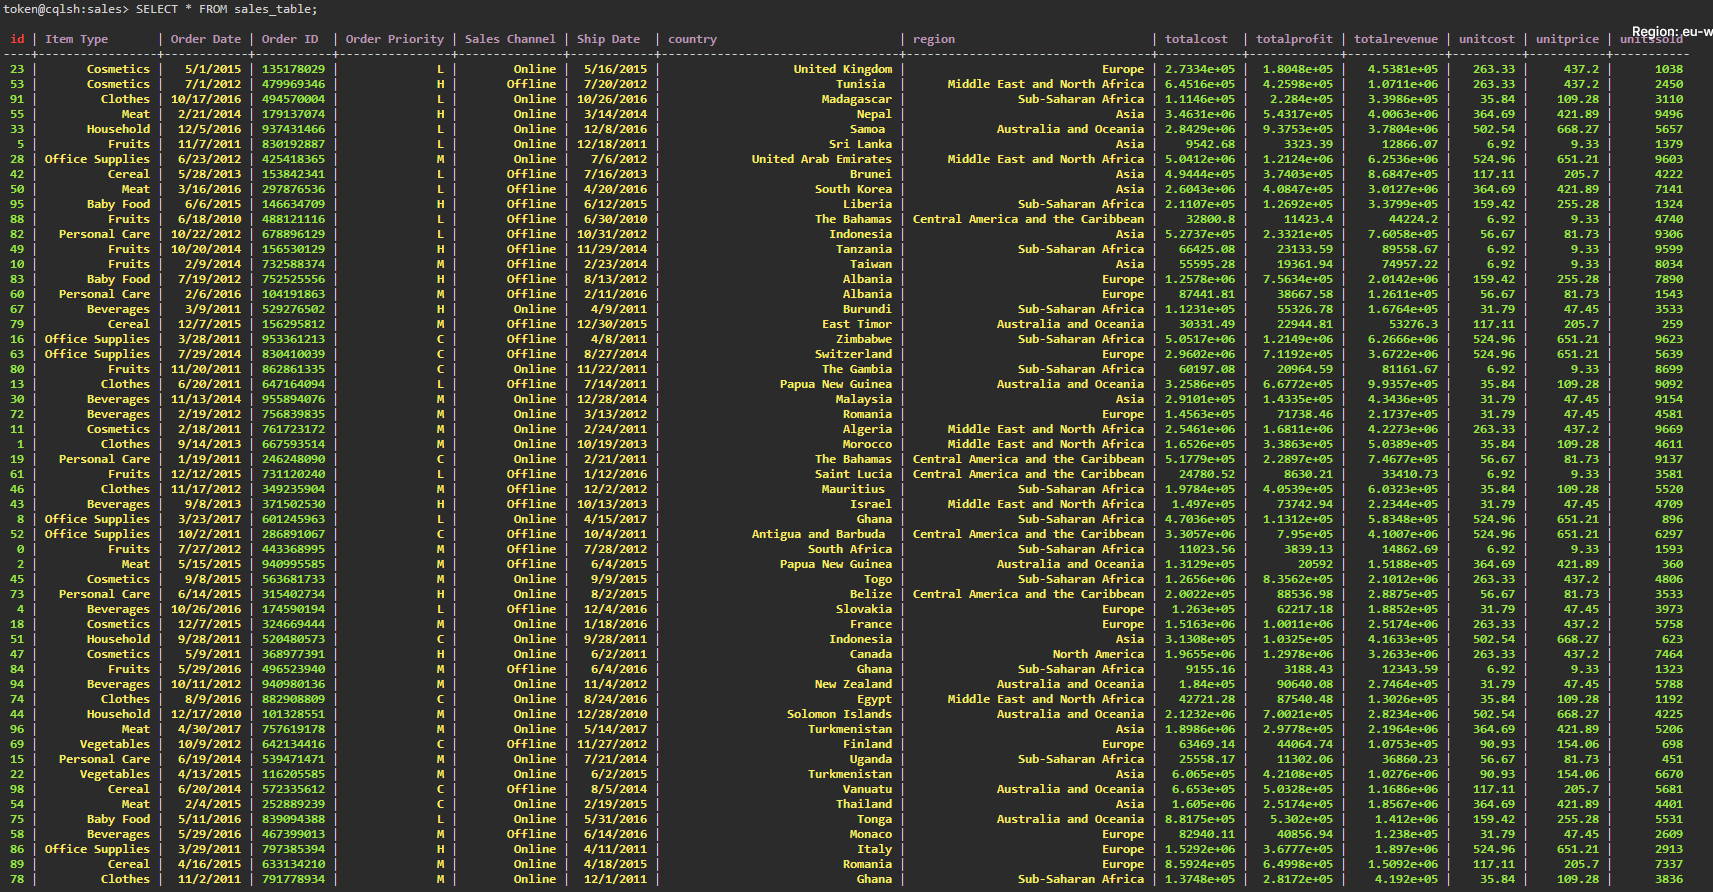 token@cqlsh:sales> SELECT * FROM sales_table;
Region: eu-w
id | Item Type | Order Date | Order ID | Order Priority | Sales Channel | Ship Date | country | region | totalcost | totalprofit | totalrevenue | unitcost | unitprice | unitssold
23 | Cosmetics | 5/1/2015 | 135178029 | L | Online | 5/16/2015 | United Kingdom | Europe | 2.7334e+05 | 1.8048e+05 | 4.5381e+05 | 263.33 | 437.2 | 1038
53 | Cosmetics | 7/1/2012 | 479969346 | H | Offline | 7/20/2012 | Tunisia | Middle East and North Africa | 6.4516e+05 | 4.2598e+05 | 1.0711e+06 | 263.33 | 437.2 | 2450
91 | Clothes | 10/17/2016 | 494570004 | L | Online | 10/26/2016 | Madagascar | Sub-Saharan Africa | 1.1146e+05 | 2.284e+05 | 3.3986e+05 | 35.84 | 109.28 | 3110
55 | Meat | 2/21/2014 | 179137074 | H | Online | 3/14/2014 | Nepal | Asia | 3.4631e+06 | 5.4317e+05 | 4.0063e+06 | 364.69 | 421.89 | 9496
33 | Household | 12/5/2016 | 937431466 | L | Online | 12/8/2016 | Samoa | Australia and Oceania | 2.8429e+06 | 9.3753e+05 | 3.7804e+06 | 502.54 | 668.27 | 5657
5 | Fruits | 11/7/2011 | 830192887 | L | Online | 12/18/2011 | Sri Lanka | Asia | 9542.68 | 3323.39 | 12866.07 | 6.92 | 9.33 | 1379
28 | Office Supplies | 6/23/2012 | 425418365 | M | Online | 7/6/2012 | United Arab Emirates | Middle East and North Africa | 5.0412e+06 | 1.2124e+06 | 6.2536e+06 | 524.96 | 651.21 | 9603
42 | Cereal | 5/28/2013 | 153842341 | L | Offline | 7/16/2013 | Brunei | Asia | 4.9444e+05 | 3.7403e+05 | 8.6847e+05 | 117.11 | 205.7 | 4222
50 | Meat | 3/16/2016 | 297876536 | L | Offline | 4/20/2016 | South Korea | Asia | 2.6043e+06 | 4.0847e+05 | 3.0127e+06 | 364.69 | 421.89 | 7141
95 | Baby Food | 6/6/2015 | 146634709 | H | Offline | 6/12/2015 | Liberia | Sub-Saharan Africa | 2.1107e+05 | 1.2692e+05 | 3.3799e+05 | 159.42 | 255.28 | 1324
88 | Fruits | 6/18/2010 | 488121116 | L | Offline | 6/30/2010 | The Bahamas | Central America and the Caribbean | 32800.8 | 11423.4 | 44224.2 | 6.92 | 9.33 | 4740
82 | Personal Care | 10/22/2012 | 678896129 | L | Offline | 10/31/2012 | Indonesia | Asia | 5.2737e+05 | 2.3321e+05 | 7.6058e+05 | 56.67 | 81.73 | 9306
49 | Fruits | 10/20/2014 | 156530129 | H | Offline | 11/29/2014 | Tanzania | Sub-Saharan Africa | 66425.08 | 23133.59 | 89558.67 | 6.92 | 9.33 | 9599
10 | Fruits | 2/9/2014 | 732588374 | M | Offline | 2/23/2014 | Taiwan | Asia | 55595.28 | 19361.94 | 74957.22 | 6.92 | 9.33 | 8034
83 | Baby Food | 7/19/2012 | 752525556 | H | Offline | 8/13/2012 | Albania | Europe | 1.2578e+06 | 7.5634e+05 | 2.0142e+06 | 159.42 | 255.28 | 7890
60 | Personal Care | 2/6/2016 | 104191863 | M | Offline | 2/11/2016 | Albania | Europe | 87441.81 | 38667.58 | 1.2611e+05 | 56.67 | 81.73 | 1543
67 | Beverages | 3/9/2011 | 529276502 | H | Online | 4/9/2011 | Burundi | Sub-Saharan Africa | 1.1231e+05 | 55326.78 | 1.6764e+05 | 31.79 | 47.45 | 3533
79 | Cereal | 12/7/2015 | 156295812 | M | Offline | 12/30/2015 | East Timor | Australia and Oceania | 30331.49 | 22944.81 | 53276.3 | 117.11 | 205.7 | 259
16 | Office Supplies | 3/28/2011 | 953361213 | C | Online | 4/8/2011 | Zimbabwe | Sub-Saharan Africa | 5.0517e+06 | 1.2149e+06 | 6.2666e+06 | 524.96 | 651.21 | 9623
63 | Office Supplies | 7/29/2014 | 830410039 | C | Offline | 8/27/2014 | Switzerland | Europe | 2.9602e+06 | 7.1192e+05 | 3.6722e+06 | 524.96 | 651.21 | 5639
80 | Fruits | 11/20/2011 | 862861335 | C | Online | 11/22/2011 | The Gambia | Sub-Saharan Africa | 60197.08 | 20964.59 | 81161.67 | 6.92 | 9.33 | 8699
13 | Clothes | 6/20/2011 | 647164094 | L | Offline | 7/14/2011 | Papua New Guinea | Australia and Oceania | 3.2586e+05 | 6.6772e+05 | 9.9357e+05 | 35.84 | 109.28 | 9092
30 | Beverages | 11/13/2014 | 955894076 | M | Offline | 12/28/2014 | Malaysia | Asia | 2.9101e+05 | 1.4335e+05 | 4.3436e+05 | 31.79 | 47.45 | 9154
72 | Beverages | 2/19/2012 | 756839835 | M | Online | 3/13/2012 | Romania | Europe | 1.4563e+05 | 71738.46 | 2.1737e+05 | 31.79 | 47.45 | 4581
11 | Cosmetics | 2/18/2011 | 761723172 | M | Online | 2/24/2011 | Algeria | Middle East and North Africa | 2.5461e+06 | 1.6811e+06 | 4.2273e+06 | 263.33 | 437.2 | 9669
1 | Clothes | 9/14/2013 | 667593514 | M | Online | 10/19/2013 | Morocco | Middle East and North Africa | 1.6526e+05 | 3.3863e+05 | 5.0389e+05 | 35.84 | 109.28 | 4611
19 | Personal Care | 1/19/2011 | 246248090 | C | Online | 2/21/2011 | The Bahamas | Central America and the Caribbean | 5.1779e+05 | 2.2897e+05 | 7.4677e+05 | 56.67 | 81.73 | 9137
61 | Fruits | 12/12/2015 | 731120240 | L | Offline | 1/12/2016 | Saint Lucia | Central America and the Caribbean | 24780.52 | 8630.21 | 33410.73 | 6.92 | 9.33 | 3581
46 | Clothes | 11/17/2012 | 349235904 | M | Offline | 12/2/2012 | Mauritius | Sub-Saharan Africa | 1.9784e+05 | 4.0539e+05 | 6.0323e+05 | 35.84 | 109.28 | 5520
43 | Beverages | 9/8/2013 | 371502530 | H | Offline | 10/13/2013 | Israel | Middle East and North Africa | 1.497e+05 | 73742.94 | 2.2344e+05 | 31.79 | 47.45 | 4709
8 | Office Supplies | 3/23/2017 | 601245963 | L | Online | 4/15/2017 | Ghana | Sub-Saharan Africa | 4.7036e+05 | 1.1312e+05 | 5.8348e+05 | 524.96 | 651.21 | 896
52 | Office Supplies | 10/2/2011 | 286891067 | C | Offline | 10/4/2011 | Antigua and Barbuda | Central America and the Caribbean | 3.3057e+06 | 7.95e+05 | 4.1007e+06 | 524.96 | 651.21 | 6297
0 | Fruits | 7/27/2012 | 443368995 | M | Offline | 7/28/2012 | South Africa | Sub-Saharan Africa | 11023.56 | 3839.13 | 14862.69 | 6.92 | 9.33 | 1593
2 | Meat | 5/15/2015 | 940995585 | M | Offline | 6/4/2015 | Papua New Guinea | Australia and Oceania | 1.3129e+05 | 20592 | 1.5188e+05 | 364.69 | 421.89 | 360
45 | Cosmetics | 9/8/2015 | 563681733 | M | Online | 9/9/2015 | Togo | Sub-Saharan Africa | 1.2656e+06 | 8.3562e+05 | 2.1012e+06 | 263.33 | 437.2 | 4806
73 | Personal Care | 6/14/2015 | 315402734 | H | Online | 8/2/2015 | Belize | Central America and the Caribbean | 2.0022e+05 | 88536.98 | 2.8875e+05 | 56.67 | 81.73 | 3533
4 | Beverages | 10/26/2016 | 174590194 | L | Offline | 12/4/2016 | Slovakia | Europe | 1.263e+05 | 62217.18 | 1.8852e+05 | 31.79 | 47.45 | 3973
18 | Cosmetics | 12/7/2015 | 324669444 | M | Online | 1/18/2016 | France | Europe | 1.5163e+06 | 1.0011e+06 | 2.5174e+06 | 263.33 | 437.2 | 5758
51 | Household | 9/28/2011 | 520480573 | C | Online | 9/28/2011 | Indonesia | Asia | 3.1308e+05 | 1.0325e+05 | 4.1633e+05 | 502.54 | 668.27 | 623
47 | Cosmetics | 5/9/2011 | 368977391 | H | Online | 6/2/2011 | Canada | North America | 1.9655e+06 | 1.2978e+06 | 3.2633e+06 | 263.33 | 437.2 | 7464
84 | Fruits | 5/29/2016 | 496523940 | M | Offline | 6/4/2016 | Ghana | Sub-Saharan Africa | 9155.16 | 3188.43 | 12343.59 | 6.92 | 9.33 | 1323
94 | Beverages | 10/11/2012 | 940980136 | M | Online | 11/4/2012 | New Zealand | Australia and Oceania | 1.84e+05 | 90640.08 | 2.7464e+05 | 31.79 | 47.45 | 5788
74 | Clothes | 8/9/2016 | 882908809 | C | Online | 8/24/2016 | Egypt | Middle East and North Africa | 42721.28 | 87540.48 | 1.3026e+05 | 35.84 | 109.28 | 1192
44 | Household | 12/17/2010 | 101328551 | M | Online | 12/28/2010 | Solomon Islands | Australia and Oceania | 2.1232e+06 | 7.0021e+05 | 2.8234e+06 | 502.54 | 668.27 | 4225
96 | Meat | 4/30/2017 | 757619178 | M | Online | 5/14/2017 | Turkmenistan | Asia | 1.8986e+06 | 2.9778e+05 | 2.1964e+06 | 364.69 | 421.89 | 5206
69 | Vegetables | 10/9/2012 | 642134416 | C | Offline | 11/27/2012 | Finland | Europe | 63469.14 | 44064.74 | 1.0753e+05 | 90.93 | 154.06 | 698
15 | Personal Care | 6/19/2014 | 539471471 | M | Online | 7/21/2014 | Uganda | Sub-Saharan Africa | 25558.17 | 11302.06 | 36860.23 | 56.67 | 81.73 | 451
22 | Vegetables | 4/13/2015 | 116205585 | M | Online | 6/2/2015 | Turkmenistan | Asia | 6.065e+05 | 4.2108e+05 | 1.0276e+06 | 90.93 | 154.06 | 6670
98 | Cereal | 6/20/2014 | 572335612 | C | Offline | 8/5/2014 | Vanuatu | Australia and Oceania | 6.653e+05 | 5.0328e+05 | 1.1686e+06 | 117.11 | 205.7 | 5681
54 | Meat | 2/4/2015 | 252889239 | C | Online | 2/19/2015 | Thailand | Asia | 1.605e+06 | 2.5174e+05 | 1.8567e+06 | 364.69 | 421.89 | 4401
75 | Baby Food | 5/11/2016 | 839094388 | L | Online | 5/31/2016 | Tonga | Australia and Oceania | 8.8175e+05 | 5.302e+05 | 1.412e+06 | 159.42 | 255.28 | 5531
58 | Beverages | 5/29/2016 | 467399013 | M | Offline | 6/14/2016 | Monaco | Europe | 82940.11 | 40856.94 | 1.238e+05 | 31.79 | 47.45 | 2609
86 | Office Supplies | 3/29/2011 | 797385394 | H | Online | 4/11/2011 | Italy | Europe | 1.5292e+06 | 3.6777e+05 | 1.897e+06 | 524.96 | 651.21 | 2913
89 | Cereal | 4/16/2015 | 633134210 | M | Offline | 4/18/2015 | Romania | Europe | 8.5924e+05 | 6.4998e+05 | 1.5092e+06 | 117.11 | 205.7 | 7337
78 | Clothes | 11/2/2011 | 791778934 | M | Online | 12/1/2011 | Ghana | Sub-Saharan Africa | 1.3748e+05 | 2.8172e+05 | 4.192e+05 | 35.84 | 109.28 | 3836